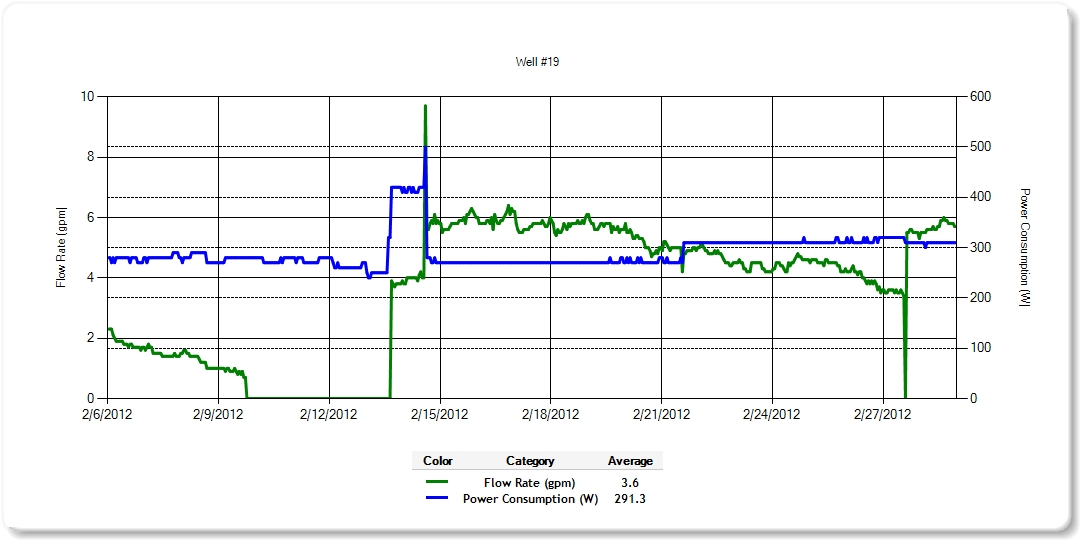 Well #19
10 600
500
8
400
6
300
4
200
2
100
0 0
Flow Rate (gpm)
Power Consumption (W)
2/6/2012 2/9/2012 2/12/2012 2/15/2012 2/18/2012 2/21/2012 2/24/2012 2/27/2012
Color Category Average
Flow Rate (gpm) 3.6
Power Consumption (W) 291.3